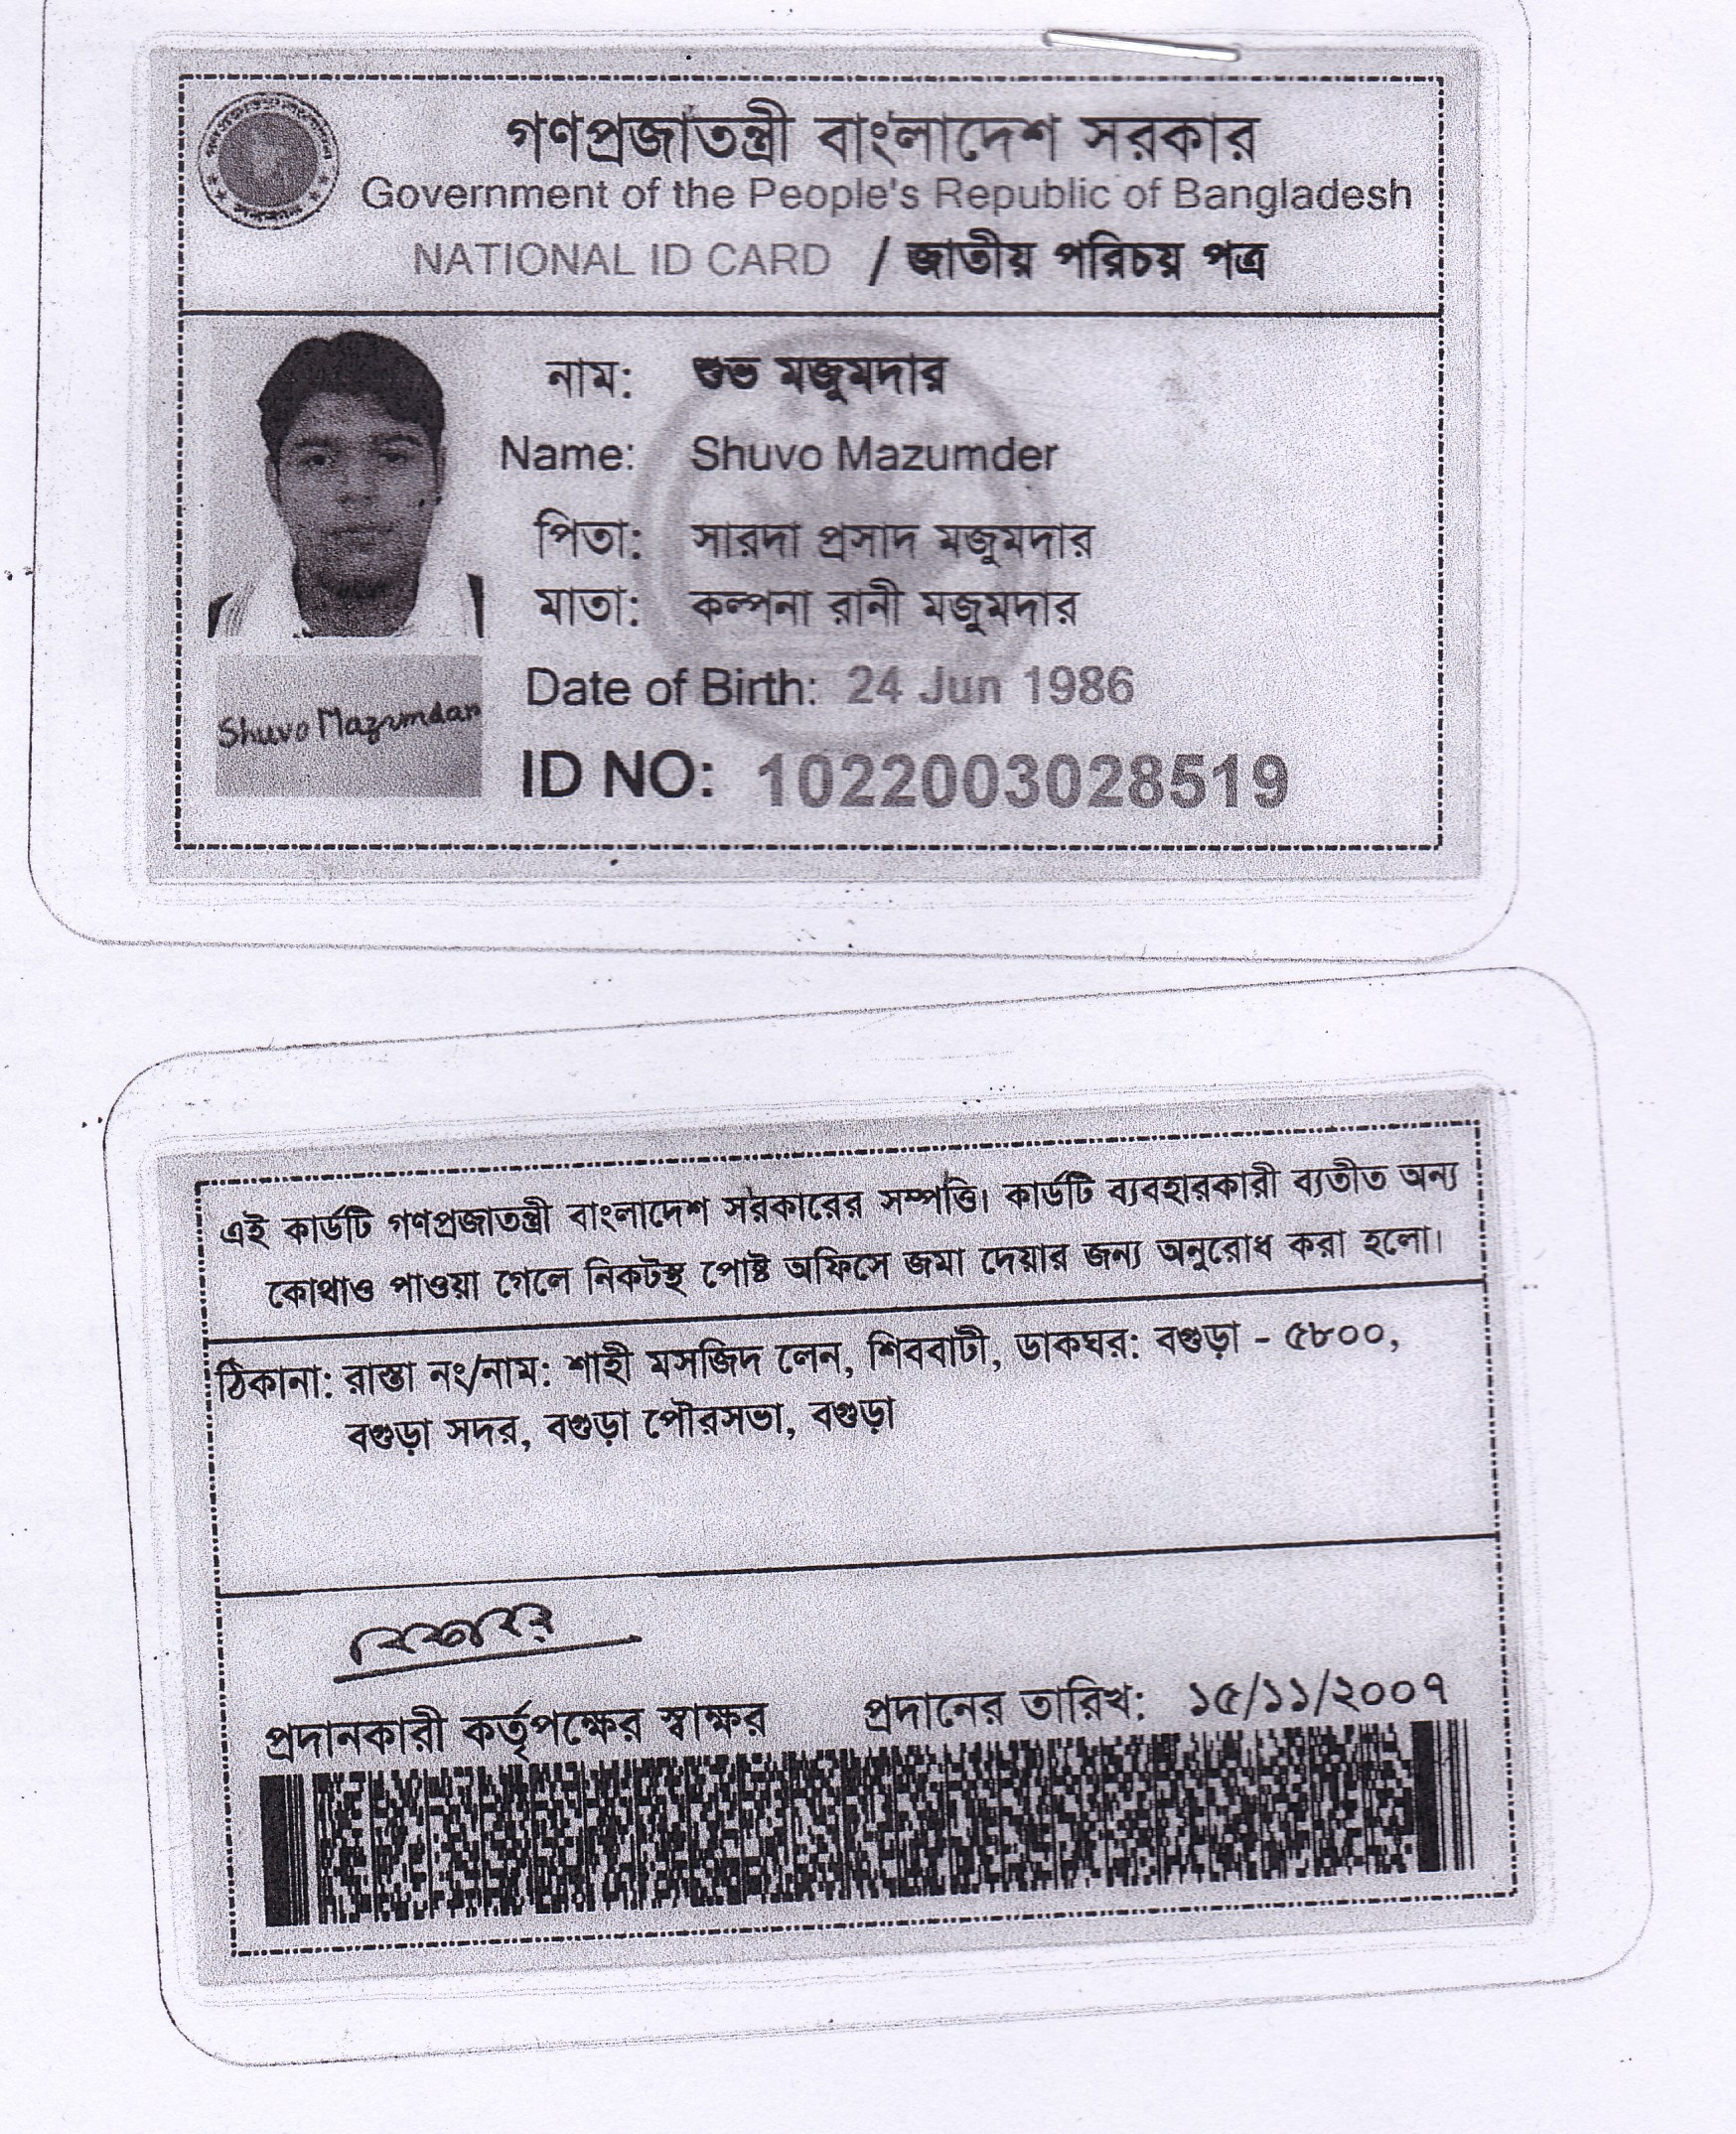 গণপ্রজাতন্ত্রী বাংলাদেশ সরকার
Government of the People's Republic of Bangladesh
NATIONAL ID CARD / জাতীয় পরিচয় পত্র
নাম: শুভ মজুমদার
Name: Shuvo Mazumder
পিতা: সারদা প্রসাদ মজুমদার
মাতা: কল্পনা রানী মজুমদার
Date of Birth: 24 Jun 1986
Shuvo Mazumdar
ID NO: 1022003028519
এই কার্ডটি গণপ্রজাতন্ত্রী বাংলাদেশ সরকারের সম্পত্তি। কার্ডটি ব্যবহারকারী ব্যতীত অন্য
কোথাও পাওয়া গেলে নিকটস্থ পোষ্ট অফিসে জমা দেয়ার জন্য অনুরোধ করা হলো।
ঠিকানা: রাস্তা নং/নাম: শাহী মসজিদ লেন, শিববাটী, ডাকঘর: বগুড়া - ৫৮০০,
বগুড়া সদর, বগুড়া পৌরসভা, বগুড়া
প্রদানকারী কর্তৃপক্ষের স্বাক্ষর প্রদানের তারিখ: ১৫/১১/২০০৭